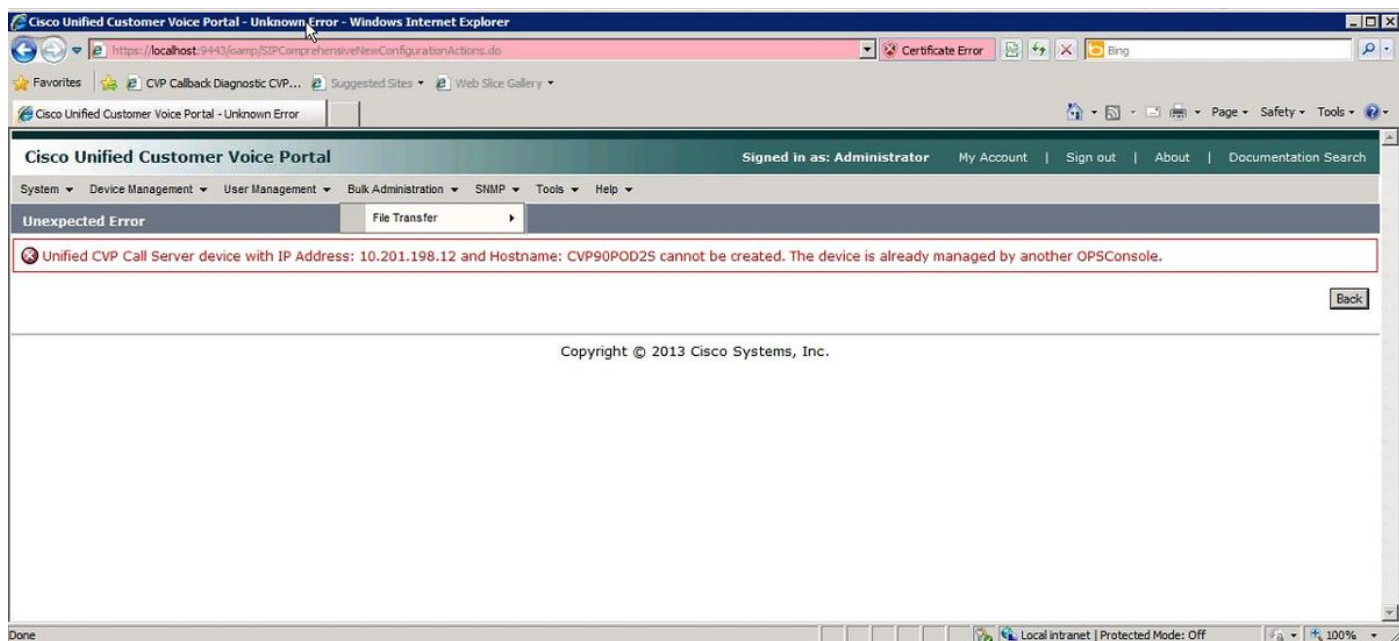 Cisco Unified Customer Voice Portal - Unknown Error - Windows Internet Explorer
https://localhost:9443/oamp/SIPComprehensiveNewConfigurationActions.do
Certificate Error
Bing
Favorites
CVP Callback Diagnostic CVP...
Suggested Sites
Web Slice Gallery
Cisco Unified Customer Voice Portal - Unknown Error
Page Safety Tools
Cisco Unified Customer Voice Portal
Signed in as: Administrator
My Account | Sign out | About | Documentation Search
System Device Management User Management Bulk Administration SNMP Tools Help
Unexpected Error
File Transfer
Unified CVP Call Server device with IP Address: 10.201.198.12 and Hostname: CVP90POD2S cannot be created. The device is already managed by another OPSConsole.
Back
Copyright © 2013 Cisco Systems, Inc.
Done
Local intranet | Protected Mode: Off
100%